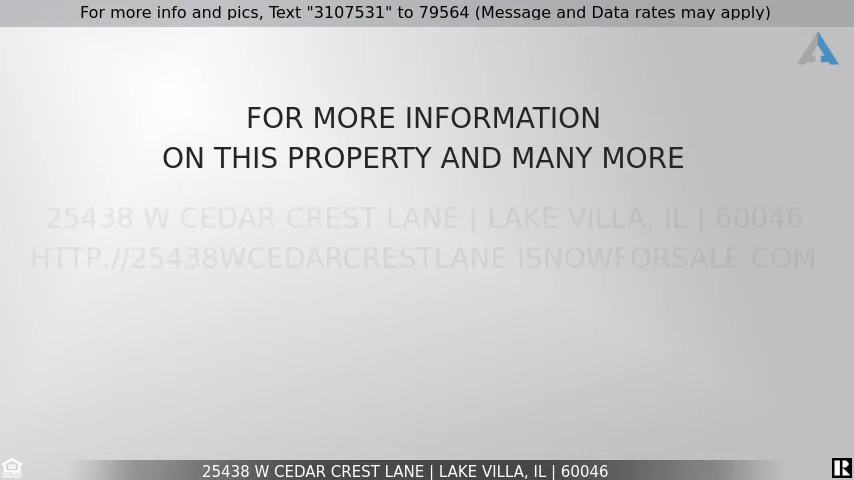 For more info and pics, Text "3107531" to 79564 (Message and Data rates may apply)
FOR MORE INFORMATION
ON THIS PROPERTY AND MANY MORE
25438 W CEDAR CREST LANE | LAKE VILLA, IL | 60046
HTTP://25438WCEDARCRESTLANE.ISNOWFORSALE.COM
25438 W CEDAR CREST LANE | LAKE VILLA, IL | 60046